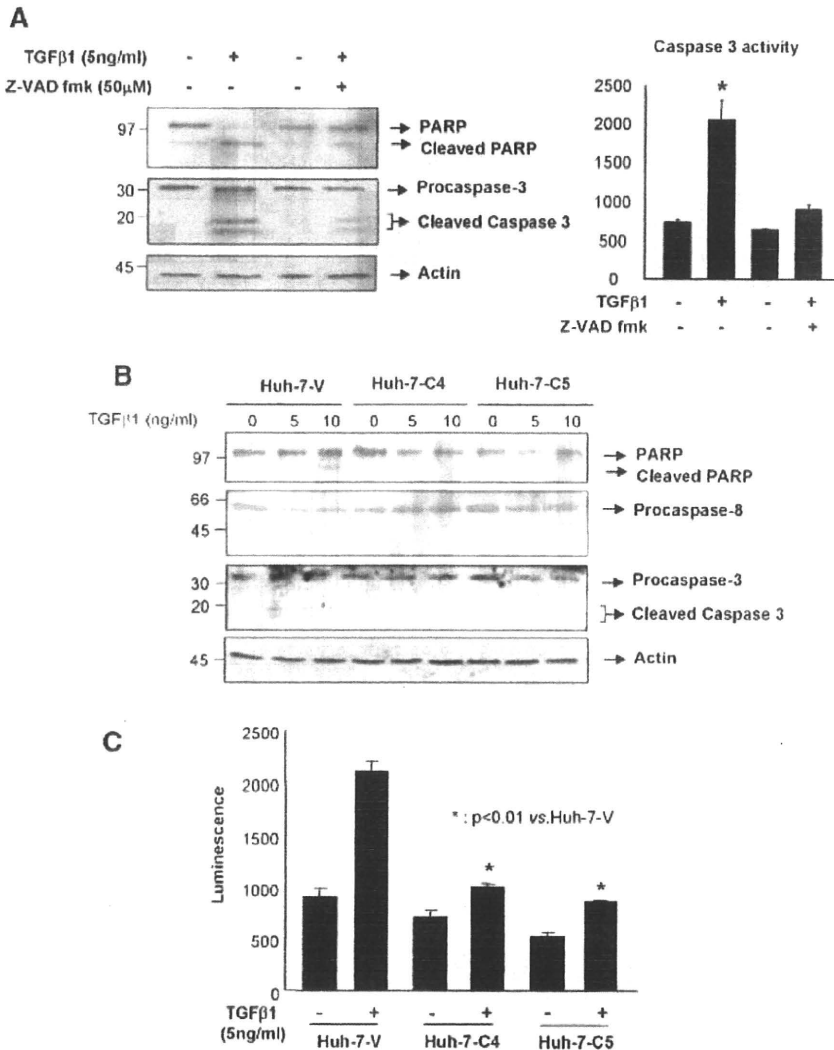 A
TGFβ1 (5ng/ml) - + - +
Z-VAD fmk (50μM) - - - +
97
PARP
Cleaved PARP
30
Procaspase-3
20
Cleaved Caspase 3
45
Actin
Caspase 3 activity
2500
2000
1500
1000
500
0
*
TGFβ1 - + - +
Z-VAD fmk - - - +
B
Huh-7-V Huh-7-C4 Huh-7-C5
TGFβ1 (ng/ml) 0 5 10 0 5 10 0 5 10
97
PARP
Cleaved PARP
66
Procaspase-8
45
30
Procaspase-3
20
Cleaved Caspase 3
45
Actin
C
Luminescence
2500
2000
1500
1000
500
0
* : p<0.01 vs.Huh-7-V
*
*
TGFβ1 - + - + - +
(5ng/ml)
Huh-7-V Huh-7-C4 Huh-7-C5